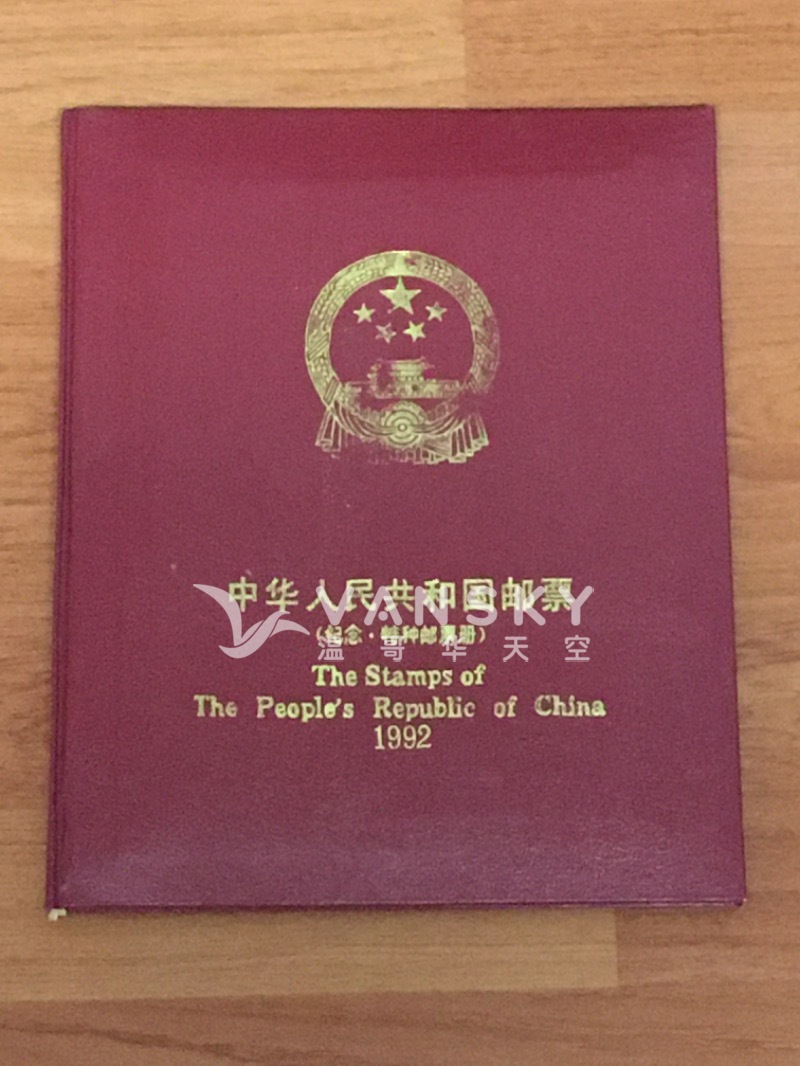 中华人民共和国邮票
(纪念·特种邮票册)
VANSKY
温哥华天空
The Stamps of
The People's Republic of China
1992